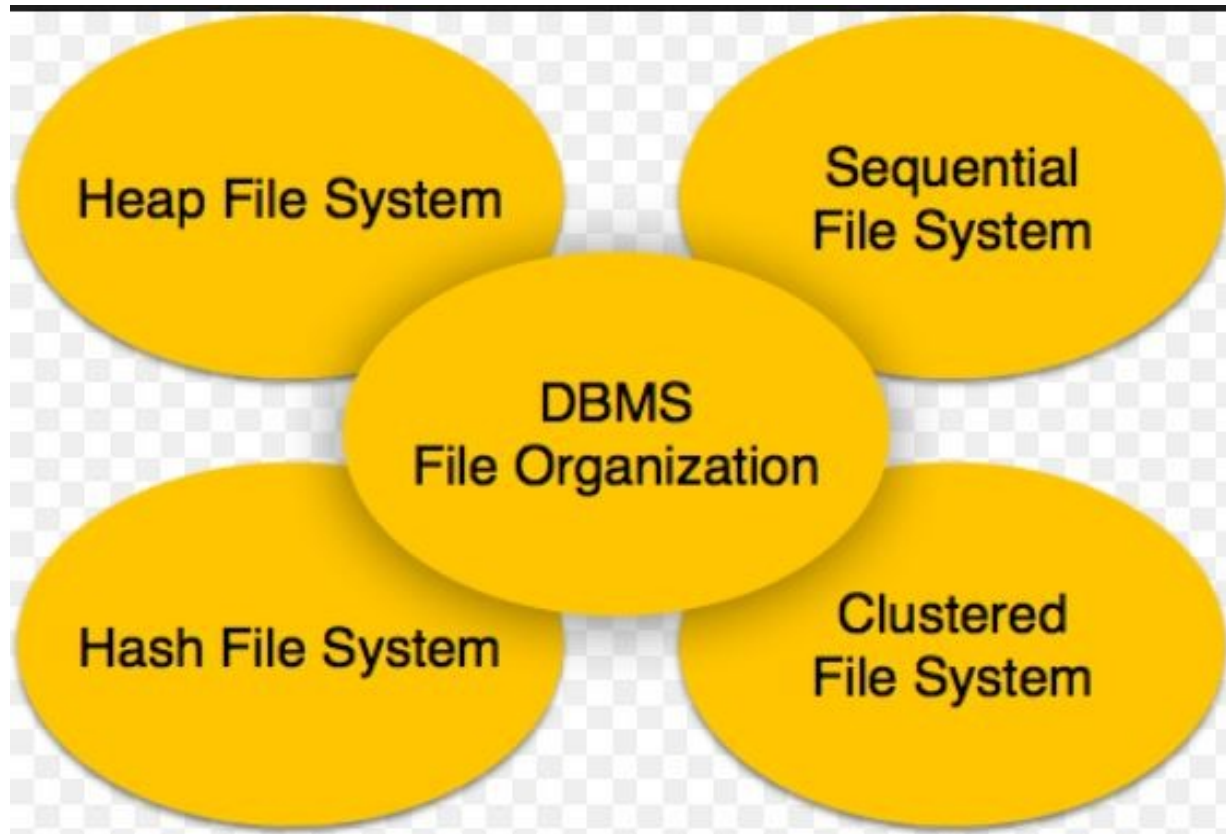 Heap File System
Sequential
File System
DBMS
File Organization
Hash File System
Clustered
File System